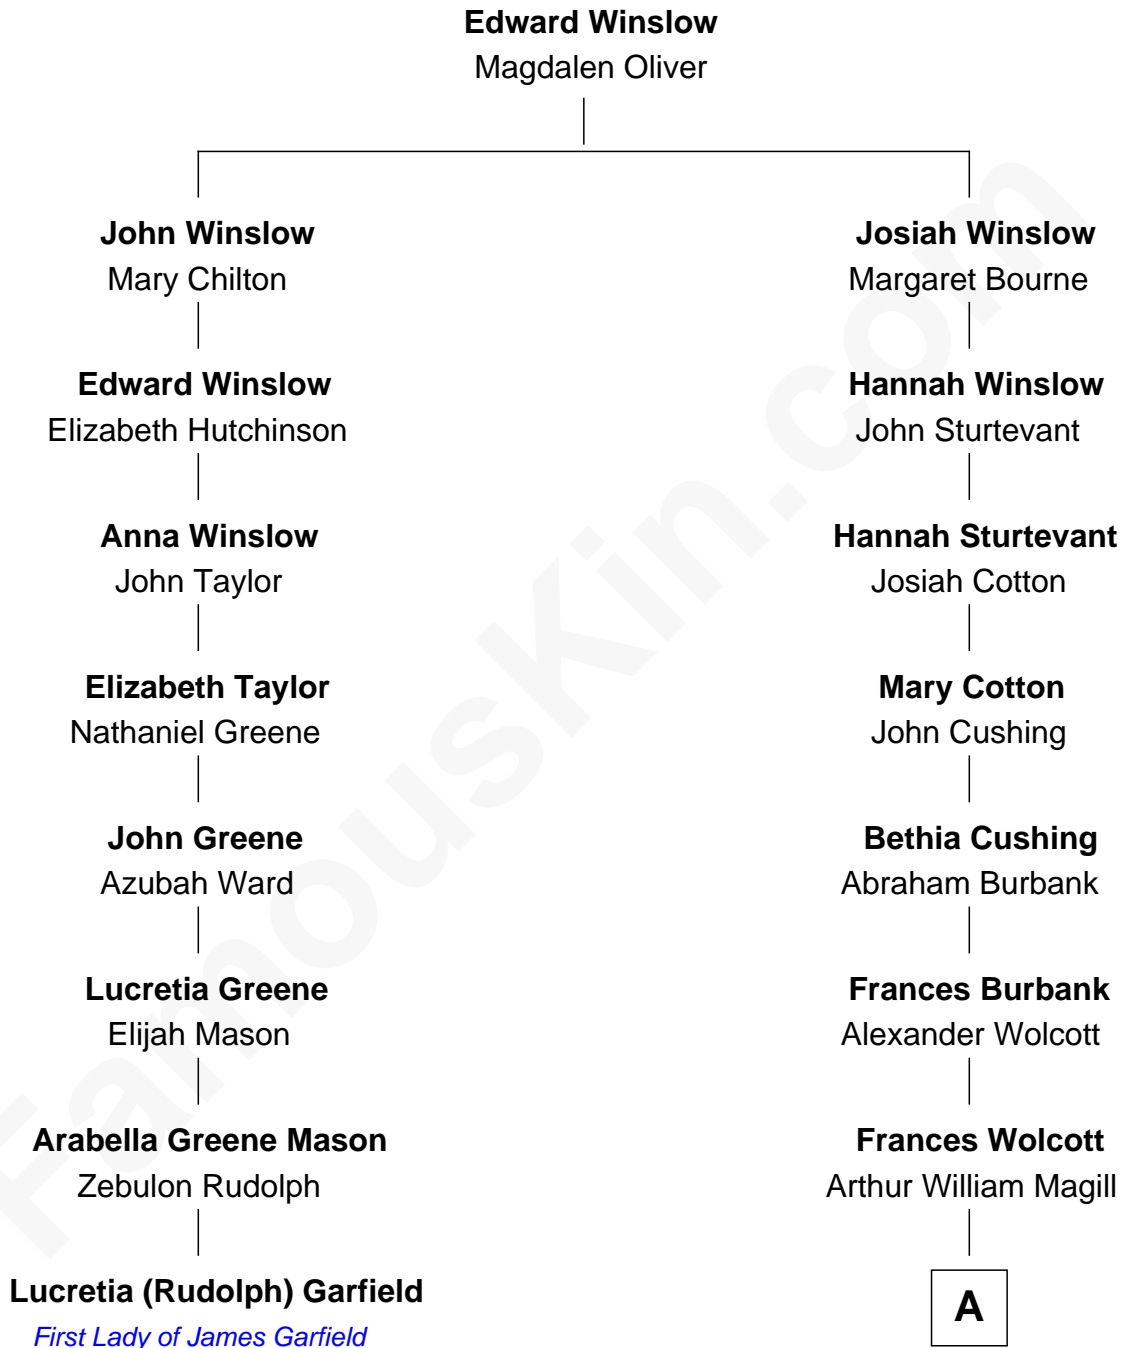 Edward Winslow
Magdalen Oliver
John Winslow
Mary Chilton
Josiah Winslow
Margaret Bourne
Edward Winslow
Elizabeth Hutchinson
Hannah Winslow
John Sturtevant
Anna Winslow
John Taylor
Hannah Sturtevant
Josiah Cotton
Elizabeth Taylor
Nathaniel Greene
Mary Cotton
John Cushing
John Greene
Azubah Ward
Bethia Cushing
Abraham Burbank
Lucretia Greene
Elijah Mason
Frances Burbank
Alexander Wolcott
Arabella Greene Mason
Zebulon Rudolph
Frances Wolcott
Arthur William Magill
Lucretia (Rudolph) Garfield
First Lady of James Garfield
A
FamousKin.com